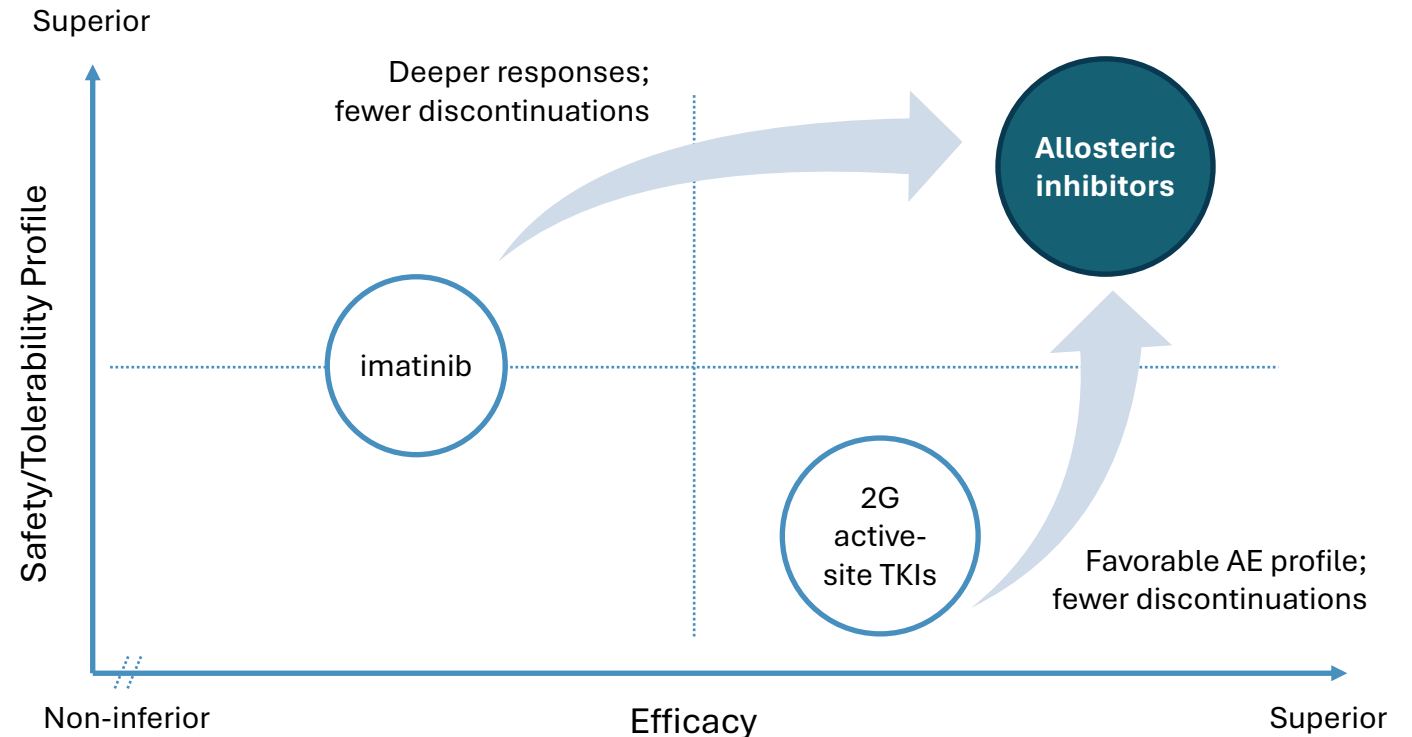 Superior
Deeper responses;
fewer discontinuations
Allosteric
inhibitors
Safety/Tolerability Profile
imatinib
2G
active-
site TKIs
Favorable AE profile;
fewer discontinuations
Non-inferior
Efficacy
Superior